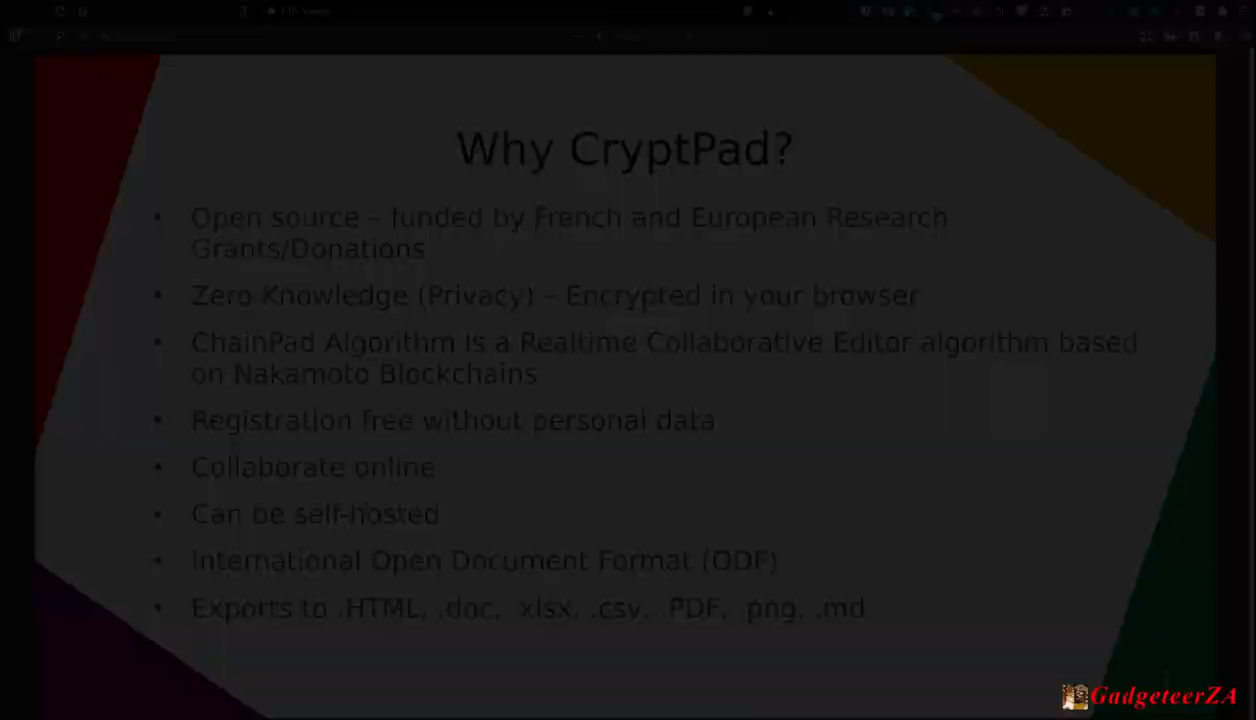 Why CryptPad?
• Open source – funded by French and European Research
Grants/Donations
• Zero Knowledge (Privacy) – Encrypted in your browser
• ChainPad Algorithm is a Realtime Collaborative Editor algorithm based
on Nakamoto Blockchains
• Registration free without personal data
• Collaborate online
• Can be self-hosted
• International Open Document Format (ODF)
• Exports to .HTML, .doc, .xlsx, .csv, .PDF, .png, .md
GadgeteerZA